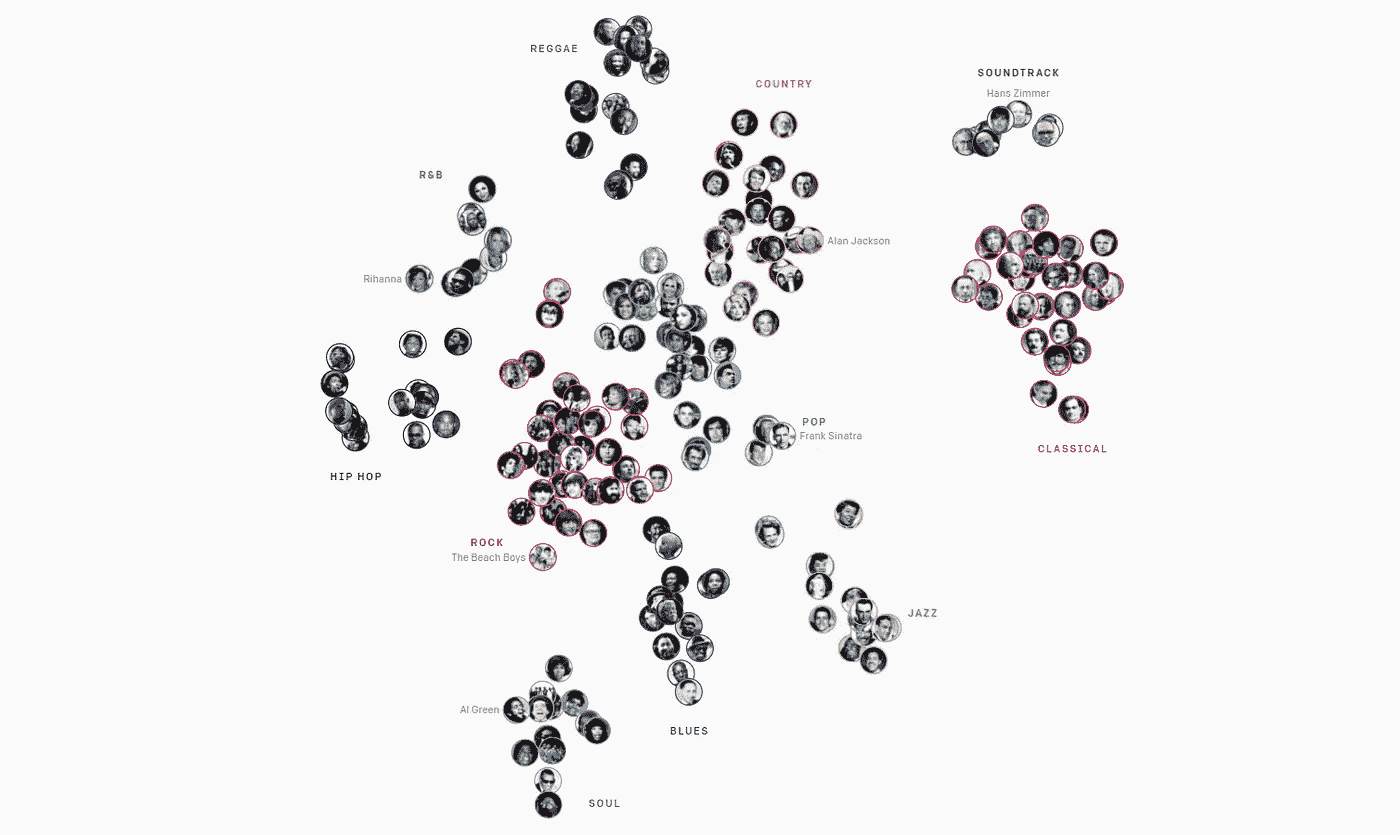 REGGAE
COUNTRY
SOUNDTRACK
Hans Zimmer
R&B
Alan Jackson
Rihanna
POP
Frank Sinatra
CLASSICAL
HIP HOP
ROCK
The Beach Boys
JAZZ
Al Green
BLUES
SOUL